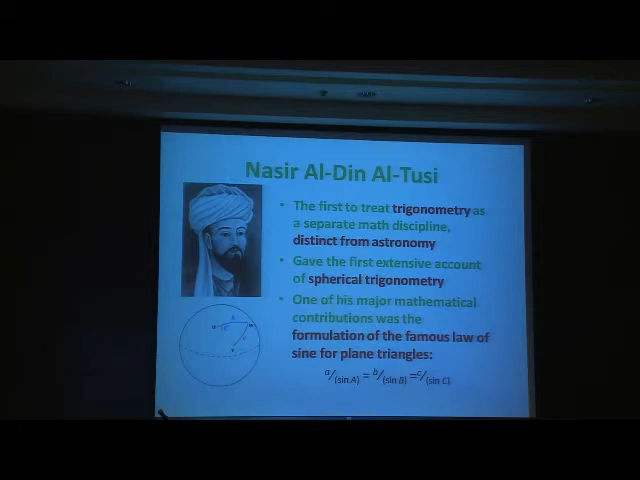 Nasir Al-Din Al-Tusi
• The first to treat trigonometry as
a separate math discipline,
distinct from astronomy
• Gave the first extensive account
of spherical trigonometry
• One of his major mathematical
contributions was the
formulation of the famous law of
sine for plane triangles:
a/(sin A) = b/(sin B) =c/(sin C)